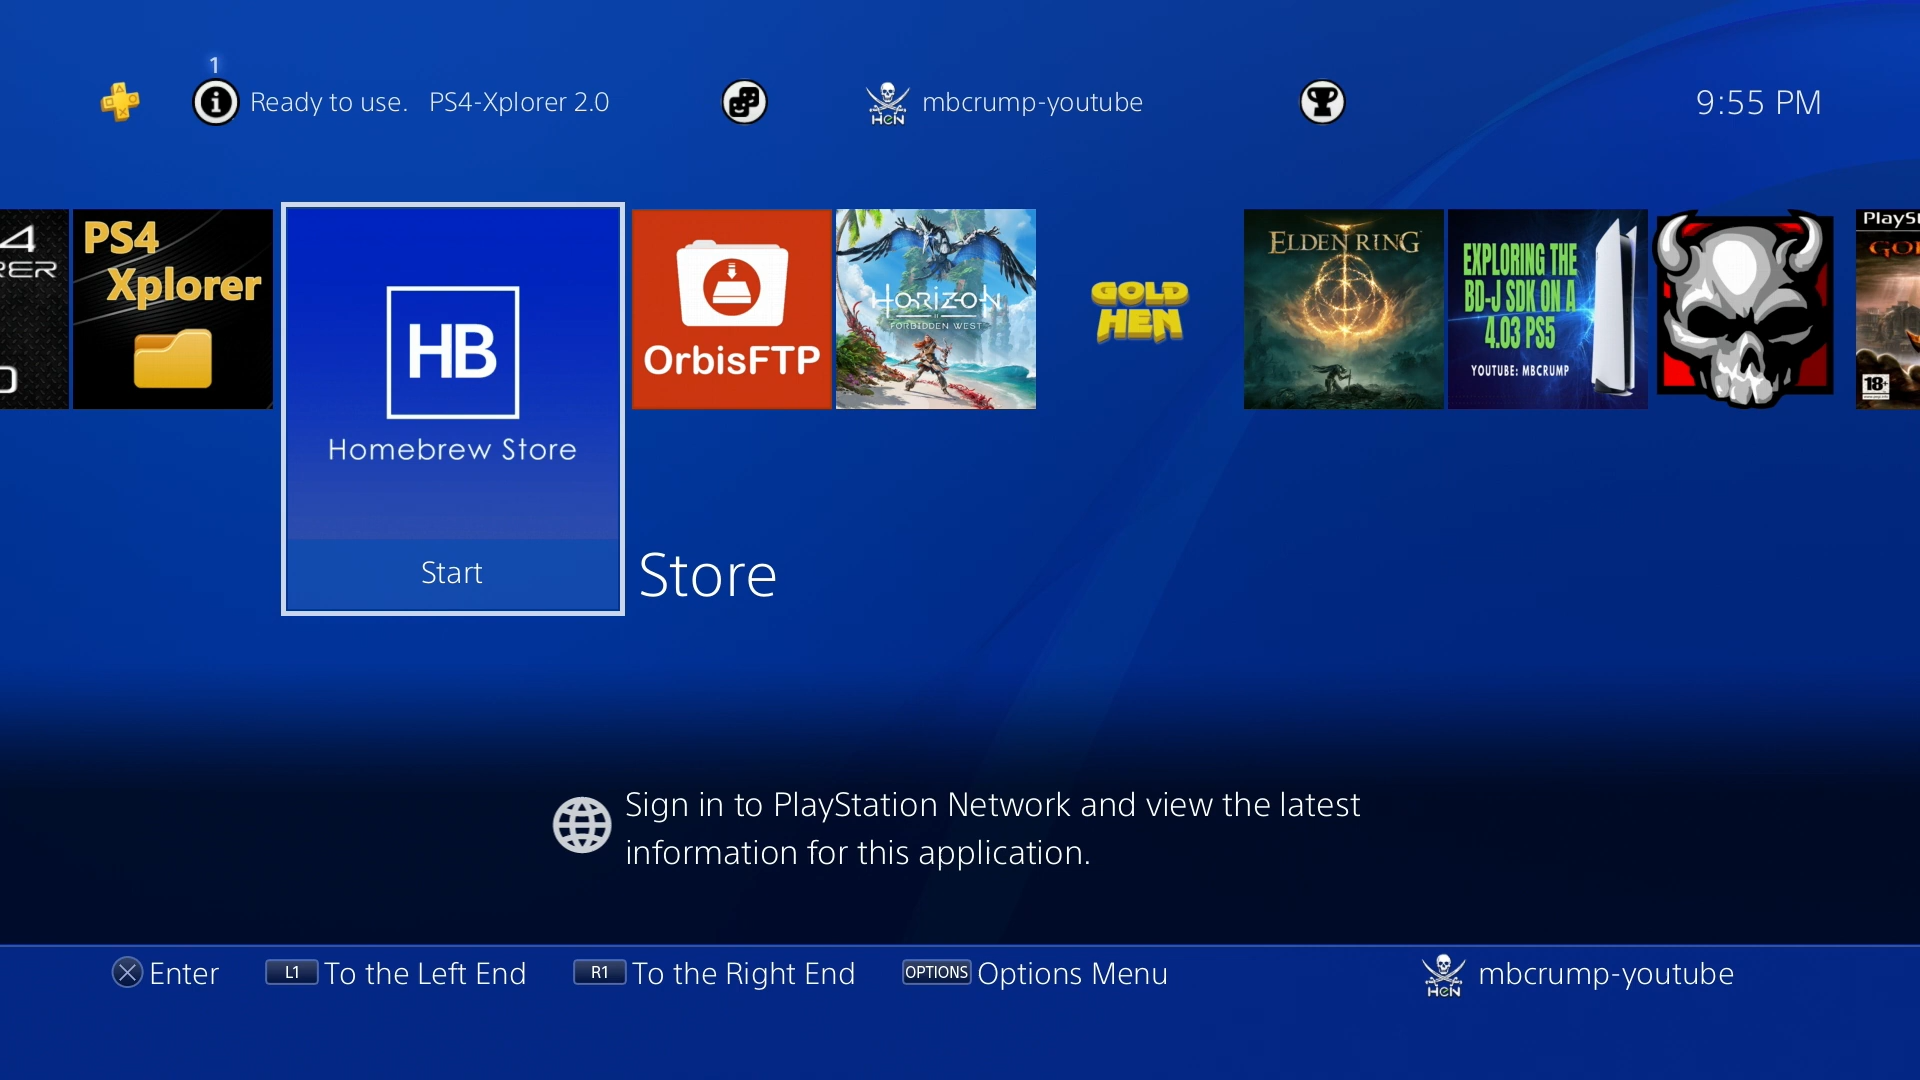 1
Ready to use. PS4-Xplorer 2.0
HEN
mbcrump-youtube
9:55 PM
4
PS4
Xplorer
HB
Homebrew Store
Start
Store
OrbisFTP
HORIZON
FORBIDDEN WEST
GOLD
HEN
ELDEN RING
EXPLORING THE
BD-J SDK ON A
4.03 PS5
YOUTUBE: MBCRUMP
18+
Sign in to PlayStation Network and view the latest
information for this application.
Enter
L1 To the Left End
R1 To the Right End
OPTIONS Options Menu
HEN
mbcrump-youtube